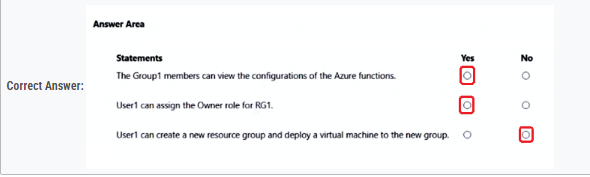 Answer Area
Statements Yes No
The Group1 members can view the configurations of the Azure functions.
Correct Answer:
User1 can assign the Owner role for RG1.
User1 can create a new resource group and deploy a virtual machine to the new group.